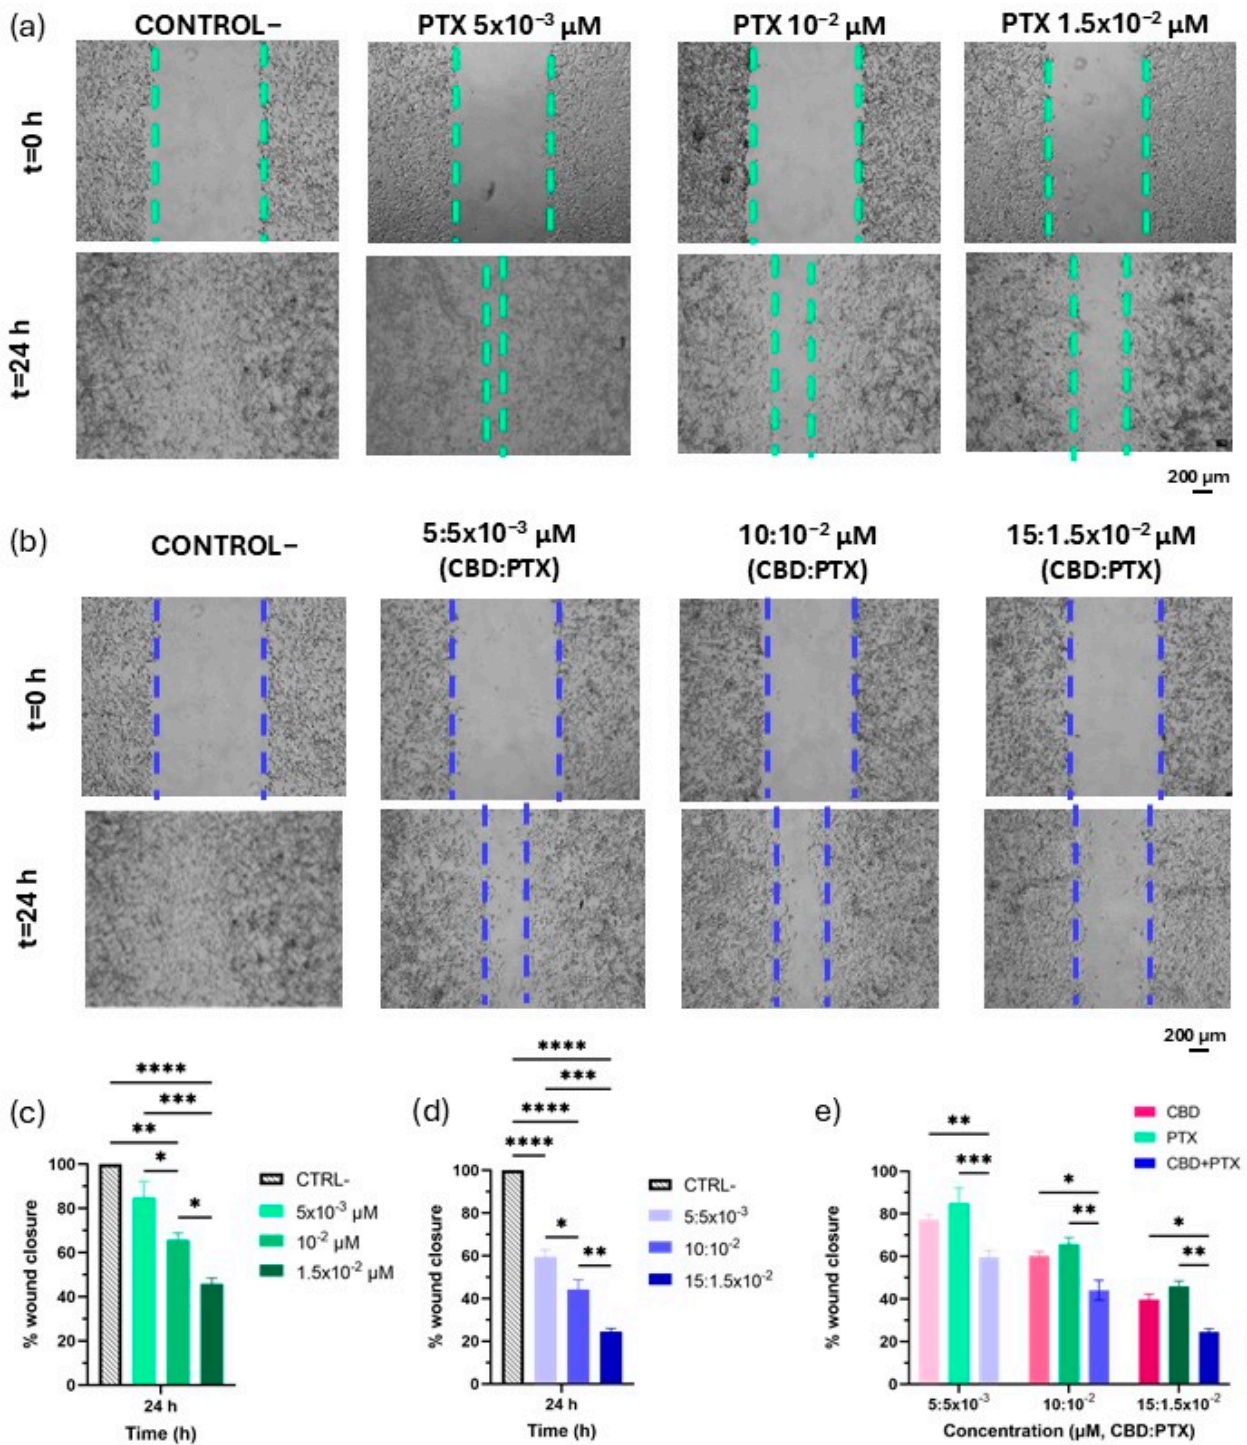 (a)
CONTROL–
PTX 5x10⁻³ µM
PTX 10⁻² µM
PTX 1.5x10⁻² µM
t=0 h
t=24 h
200 µm
(b)
CONTROL–
5:5x10⁻³ µM
(CBD:PTX)
10:10⁻² µM
(CBD:PTX)
15:1.5x10⁻² µM
(CBD:PTX)
t=0 h
t=24 h
200 µm
(c)
****
***
**
*
*
% wound closure
100
80
60
40
20
0
24 h
Time (h)
CTRL-
5x10⁻³ µM
10⁻² µM
1.5x10⁻² µM
(d)
****
***
****
****
*
**
% wound closure
100
80
60
40
20
0
24 h
Time (h)
CTRL-
5:5x10⁻³
10:10⁻²
15:1.5x10⁻²
e)
CBD
PTX
CBD+PTX
**
***
*
**
*
**
% wound closure
100
80
60
40
20
0
5:5x10⁻³
10:10⁻²
15:1.5x10⁻²
Concentration (µM, CBD:PTX)